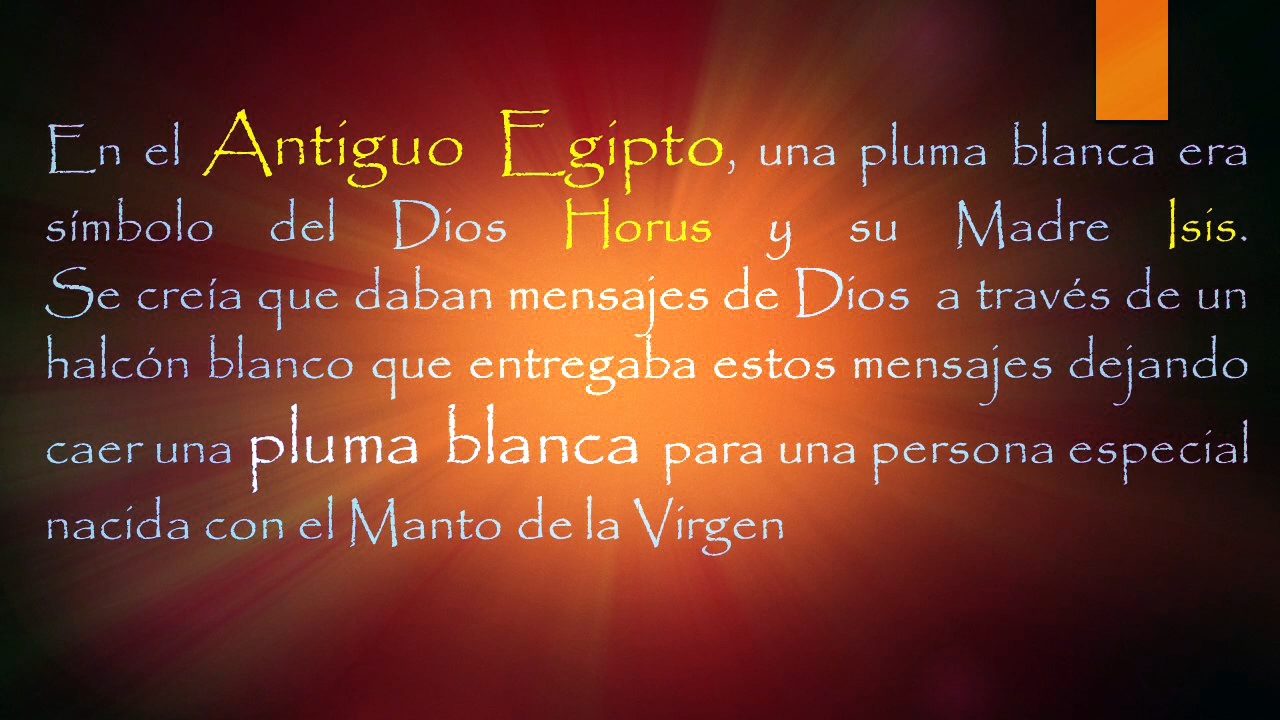 En el Antiguo Egipto, una pluma blanca era
símbolo del Dios Horus y su Madre Isis.
Se creía que daban mensajes de Dios a través de un
halcón blanco que entregaba estos mensajes dejando
caer una pluma blanca para una persona especial
nacida con el Manto de la Virgen